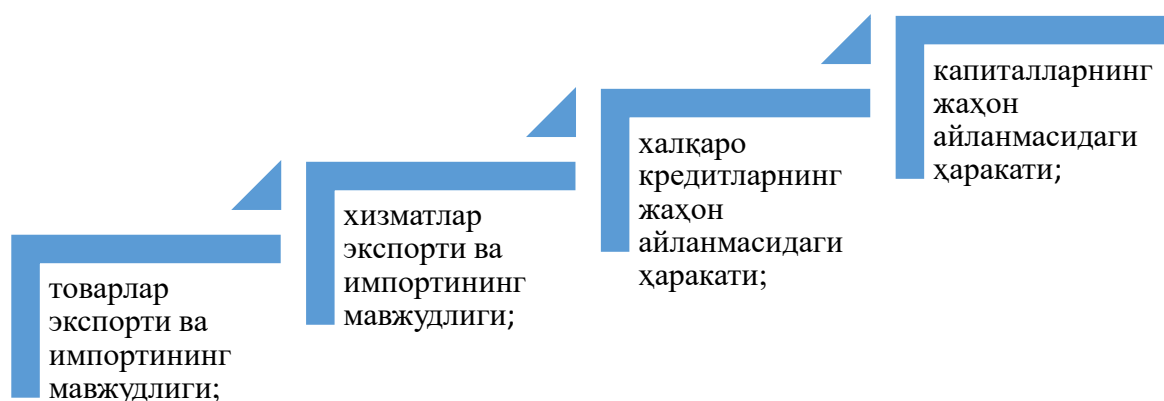 товарлар
экспорти ва
импортининг
мавжудлиги;
хизматлар
экспорти ва
импортининг
мавжудлиги;
халқаро
кредитларнинг
жаҳон
айланмасидаги
ҳаракати;
капиталларнинг
жаҳон
айланмасидаги
ҳаракати;